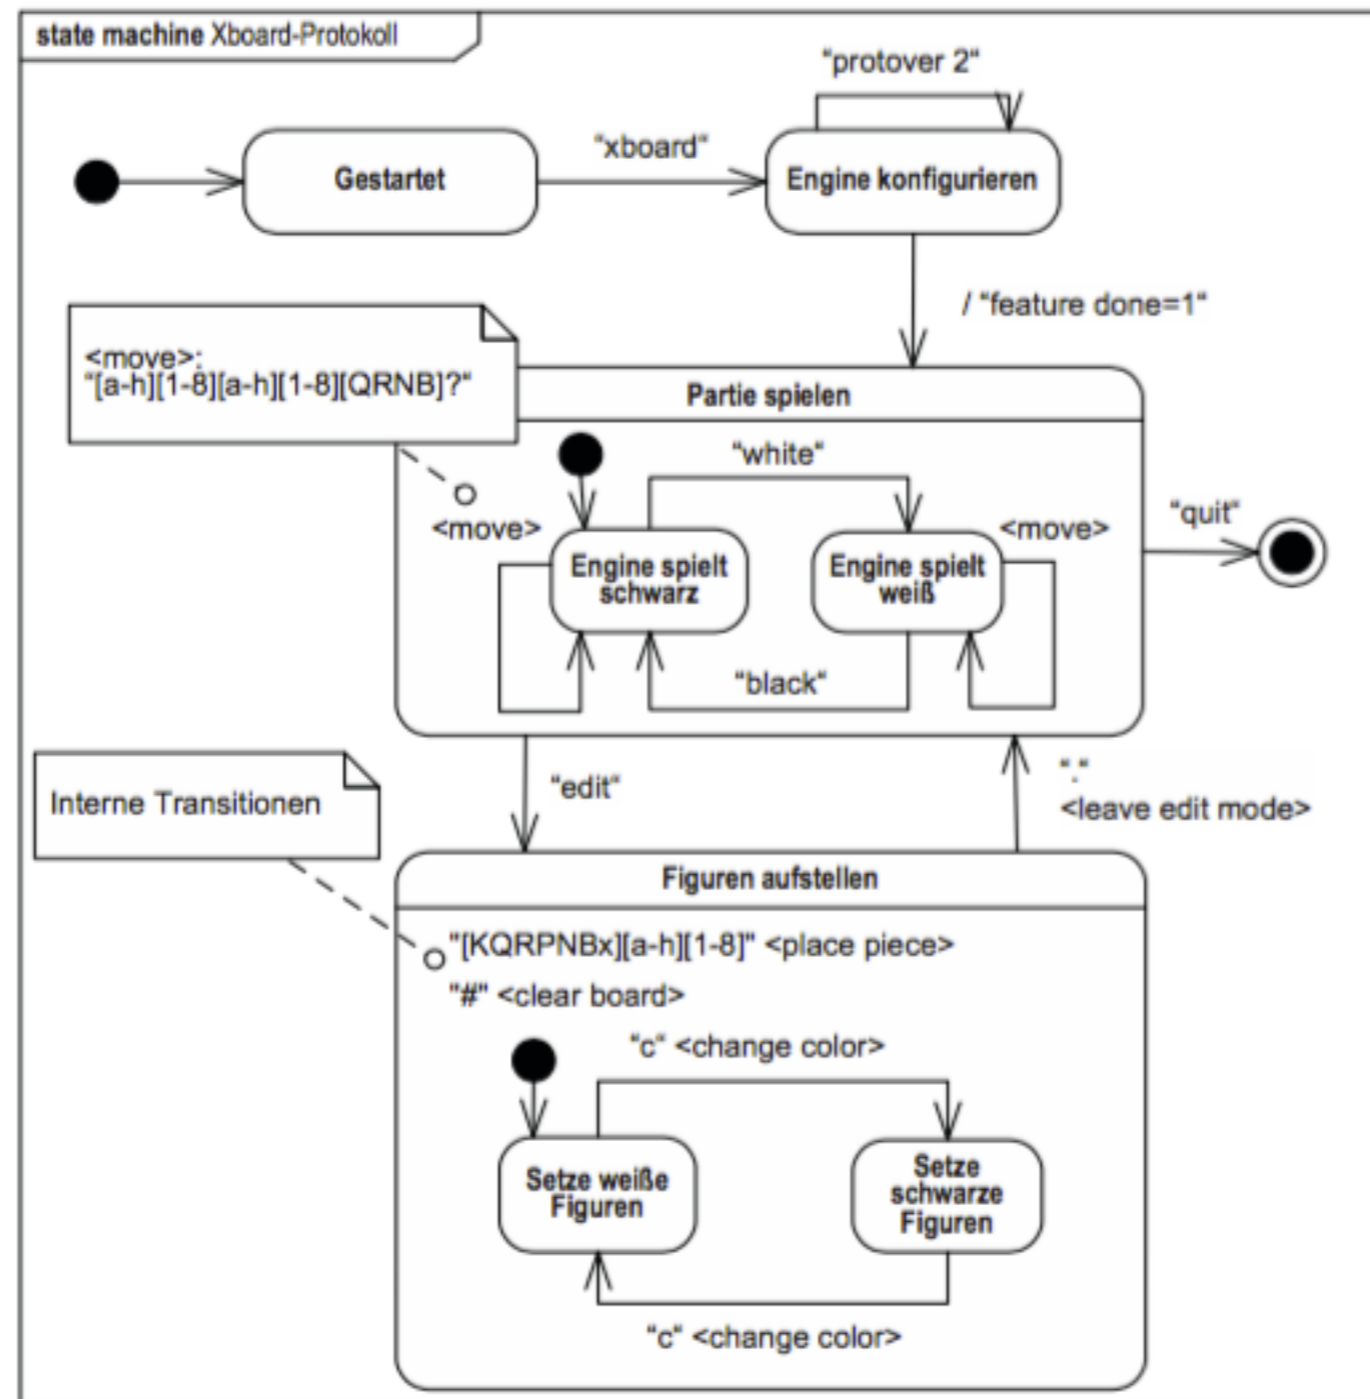 state machine Xboard-Protokoll
“protover 2“
“xboard“
Gestartet
Engine konfigurieren
/ “feature done=1“
<move>:
“[a-h][1-8][a-h][1-8][QRNB]?“
Partie spielen
“white“
<move>
<move>
“quit“
Engine spielt
schwarz
Engine spielt
weiß
“black“
Interne Transitionen
“edit“
“.“
<leave edit mode>
Figuren aufstellen
"[KQRPNBx][a-h][1-8]" <place piece>
"#" <clear board>
“c“ <change color>
Setze weiße
Figuren
Setze
schwarze
Figuren
“c“ <change color>